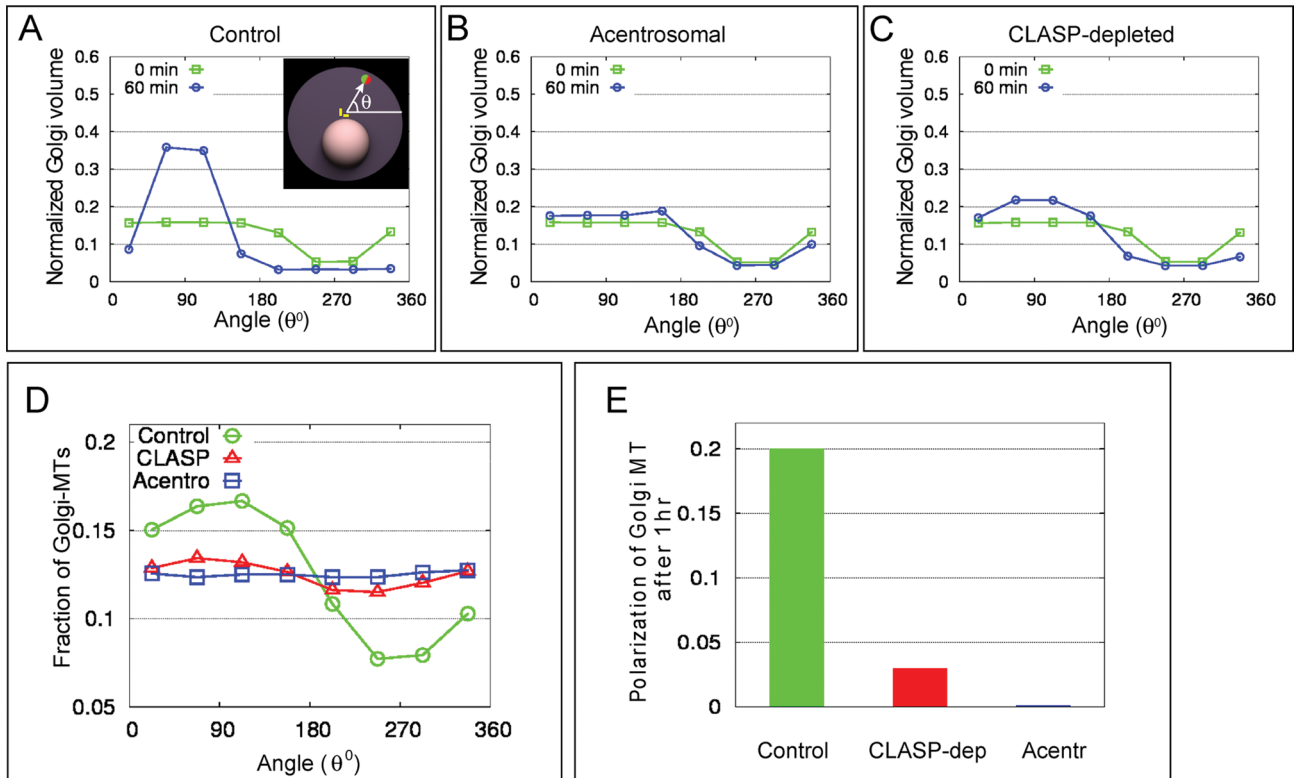 A
Control
Normalized Golgi volume
0.6
0.5
0.4
0.3
0.2
0.1
0
0 min
60 min
θ
0 90 180 270 360
Angle (θ⁰)
B
Acentrosomal
Normalized Golgi volume
0.6
0.5
0.4
0.3
0.2
0.1
0
0 min
60 min
0 90 180 270 360
Angle (θ⁰)
C
CLASP-depleted
Normalized Golgi volume
0.6
0.5
0.4
0.3
0.2
0.1
0
0 min
60 min
0 90 180 270 360
Angle (θ⁰)
D
Fraction of Golgi-MTs
0.2
0.15
0.1
0.05
Control
CLASP
Acentro
0 90 180 270 360
Angle (θ⁰)
E
Polarization of Golgi MT
after 1hr
0.2
0.15
0.1
0.05
0
Control CLASP-dep Acentr